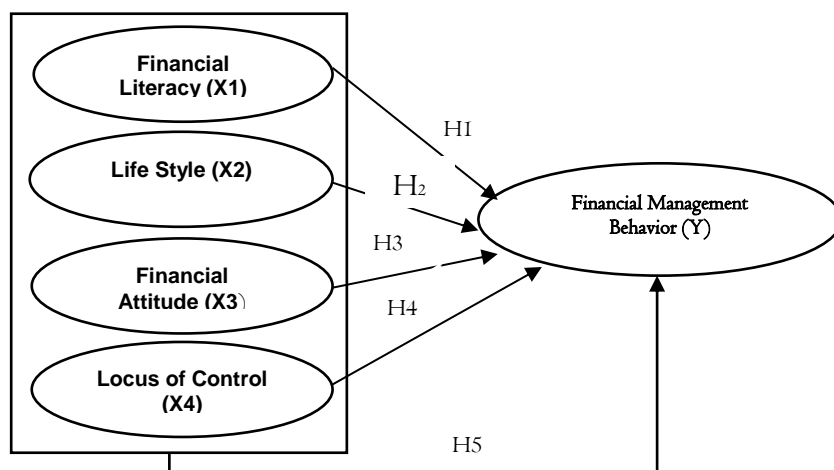 Financial
Literacy (X1)
H1
Life Style (X2)
H2
Financial Management
Behavior (Y)
H3
Financial
Attitude (X3)
H4
Locus of Control
(X4)
H5